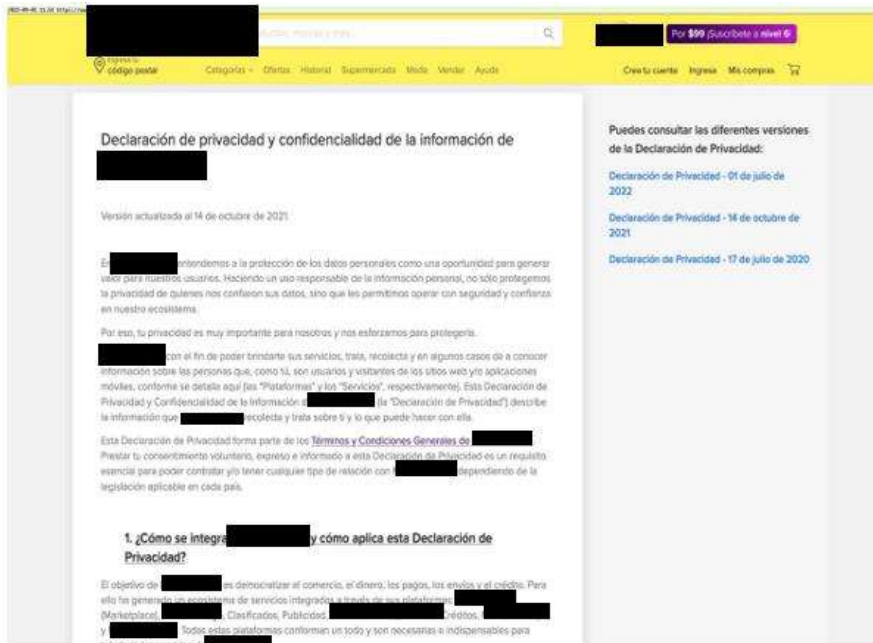 Por $99 ¡Suscríbete a nivel 6
código postal
Categorías Ofertas Historial Supermercado Moda Vender Ayuda
Crea tu cuenta Ingresa Mis compras
Declaración de privacidad y confidencialidad de la información de
Puedes consultar las diferentes versiones
de la Declaración de Privacidad:
Declaración de Privacidad - 01 de julio de
2022
Declaración de Privacidad - 14 de octubre de
2021
Declaración de Privacidad - 17 de julio de 2020
Versión actualizada al 14 de octubre de 2021.
entendemos a la protección de los datos personales como una oportunidad para generar
valor para nuestros usuarios. Haciendo un uso responsable de la información personal, no sólo protegemos
la privacidad de quienes nos confiaron sus datos, sino que les permitimos operar con seguridad y confianza
en nuestro ecosistema.
Por eso, tu privacidad es muy importante para nosotros y nos esforzamos para protegerla.
con el fin de poder brindarte sus servicios, trata, recolecta y en algunos casos da a conocer
información sobre las personas que, como tú, son usuarios y visitantes de los sitios web y/o aplicaciones
móviles, conforme se detalla aquí (las "Plataformas" y los "Servicios", respectivamente). Esta Declaración de
Privacidad y Confidencialidad de la Información (la "Declaración de Privacidad") describe
la información que recolecta y trata sobre ti y lo que puede hacer con ella.
Esta Declaración de Privacidad forma parte de los Términos y Condiciones Generales de
Prestar tu consentimiento voluntario, expreso e informado a esta Declaración de Privacidad es un requisito
esencial para poder contratar y/o tener cualquier tipo de relación con dependiendo de la
legislación aplicable en cada país.
1. ¿Cómo se integra y cómo aplica esta Declaración de
Privacidad?
El objetivo de es democratizar el comercio, el dinero, los pagos, los envíos y el crédito. Para
ello ha generado un ecosistema de servicios integrados a través de sus plataformas:
(Marketplace), Clasificados, Publicidad, Créditos,
y Todas estas plataformas conforman un todo y son necesarias e indispensables para